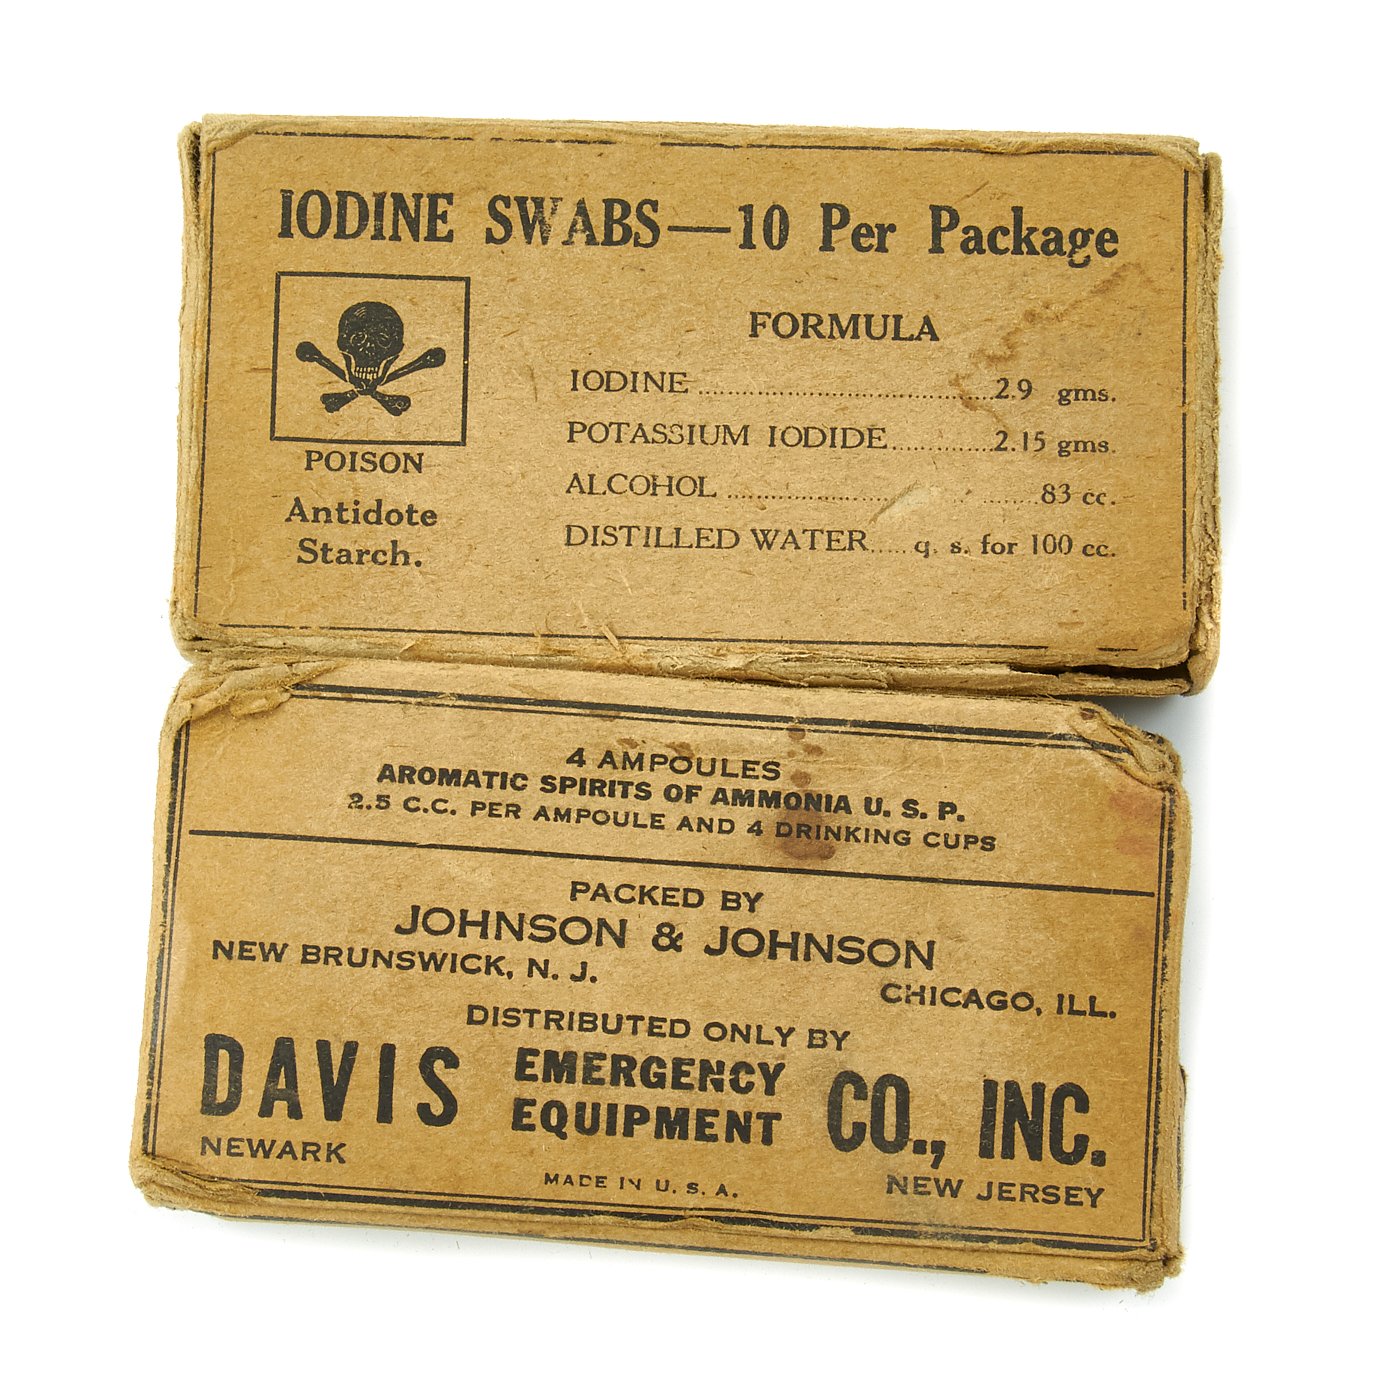 IODINE SWABS—10 Per Package
FORMULA
IODINE ........................................ 2.9 gms.
POTASSIUM IODIDE ............. 2.15 gms.
ALCOHOL ........................................ 83 cc.
DISTILLED WATER ..... q. s. for 100 cc.
POISON
Antidote
Starch.
4 AMPOULES
AROMATIC SPIRITS OF AMMONIA U. S. P.
2.5 C.C. PER AMPOULE AND 4 DRINKING CUPS
PACKED BY
JOHNSON & JOHNSON
NEW BRUNSWICK, N. J.
CHICAGO, ILL.
DISTRIBUTED ONLY BY
DAVIS EMERGENCY EQUIPMENT CO., INC.
NEWARK NEW JERSEY
MADE IN U. S. A.